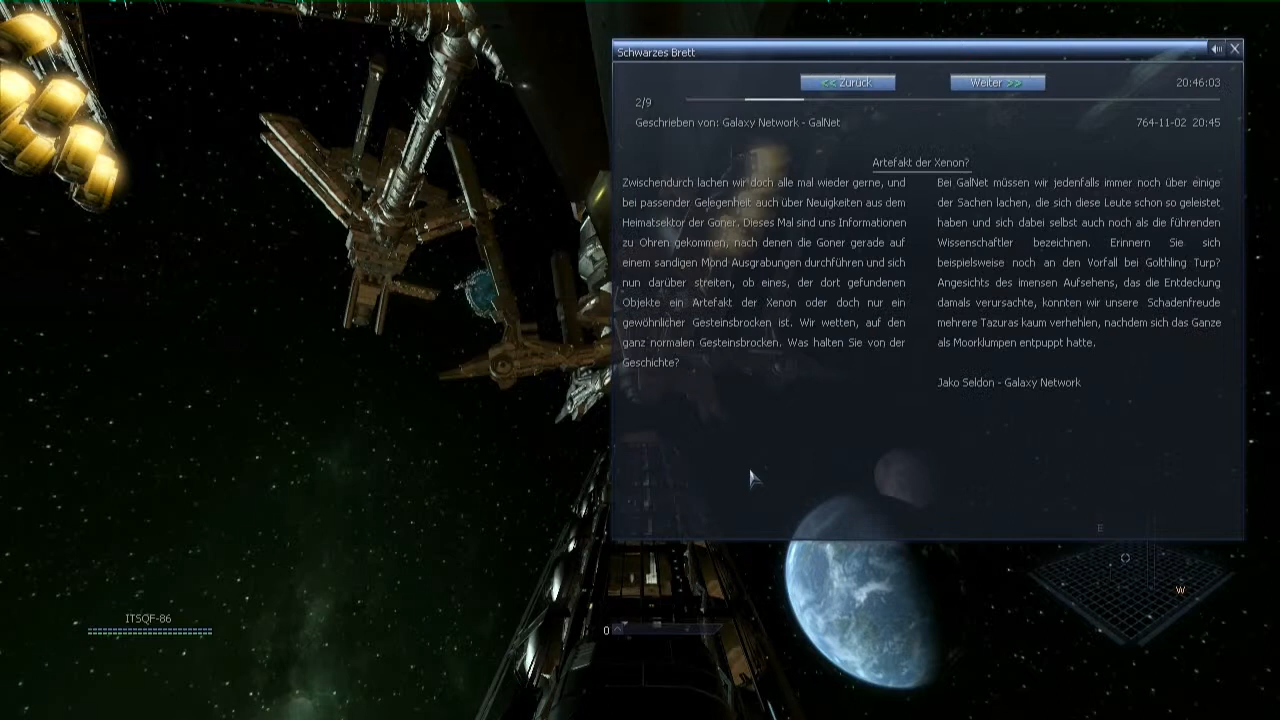 Schwarzes Brett
<< Zurück
Weiter >>
20:46:03
2/9
Geschrieben von: Galaxy Network - GalNet
764-11-02 20:45
Artefakt der Xenon?
Zwischendurch lachen wir doch alle mal wieder gerne, und
bei passender Gelegenheit auch über Neuigkeiten aus dem
Heimatsektor der Goner. Dieses Mal sind uns Informationen
zu Ohren gekommen, nach denen die Goner gerade auf
einem sandigen Mond Ausgrabungen durchführen und sich
nun darüber streiten, ob eines, der dort gefundenen
Objekte ein Artefakt der Xenon oder doch nur ein
gewöhnlicher Gesteinsbrocken ist. Wir wetten, auf den
ganz normalen Gesteinsbrocken. Was halten Sie von der
Geschichte?
Bei GalNet müssen wir jedenfalls immer noch über einige
der Sachen lachen, die sich diese Leute schon so geleistet
haben und sich dabei selbst auch noch als die führenden
Wissenschaftler bezeichnen. Erinnern Sie sich
beispielsweise noch an den Vorfall bei Golthling Turp?
Angesichts des imensen Aufsehens, das die Entdeckung
damals verursachte, konnten wir unsere Schadenfreude
mehrere Tazuras kaum verhehlen, nachdem sich das Ganze
als Moorklumpen entpuppt hatte.
Jako Seldon - Galaxy Network
E
W
ITSQF-86
0